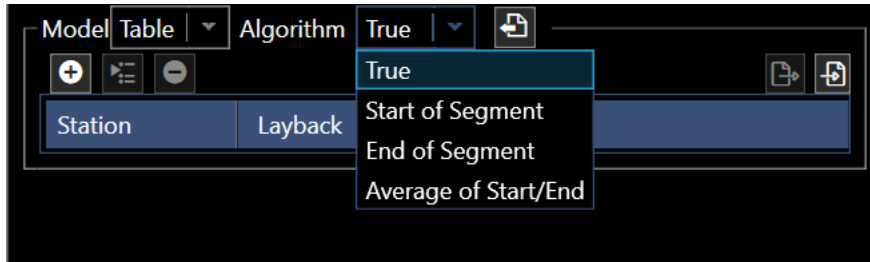 Model Table Algorithm True
True
Start of Segment
Station Layback
End of Segment
Average of Start/End